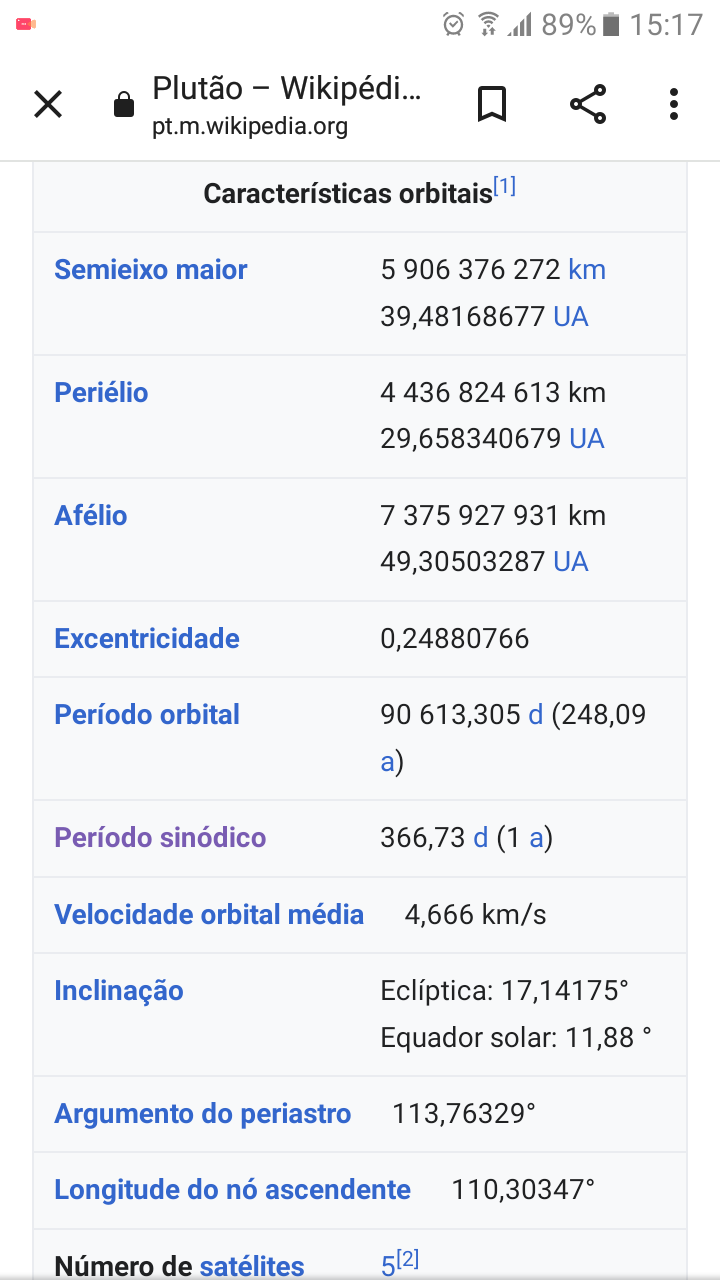 89% 15:17
Plutão – Wikipédi...
pt.m.wikipedia.org
Características orbitais[1]
Semieixo maior 5 906 376 272 km
39,48168677 UA
Periélio 4 436 824 613 km
29,658340679 UA
Afélio 7 375 927 931 km
49,30503287 UA
Excentricidade 0,24880766
Período orbital 90 613,305 d (248,09
a)
Período sinódico 366,73 d (1 a)
Velocidade orbital média 4,666 km/s
Inclinação Eclíptica: 17,14175°
Equador solar: 11,88 °
Argumento do periastro 113,76329°
Longitude do nó ascendente 110,30347°
Número de satélites 5[2]